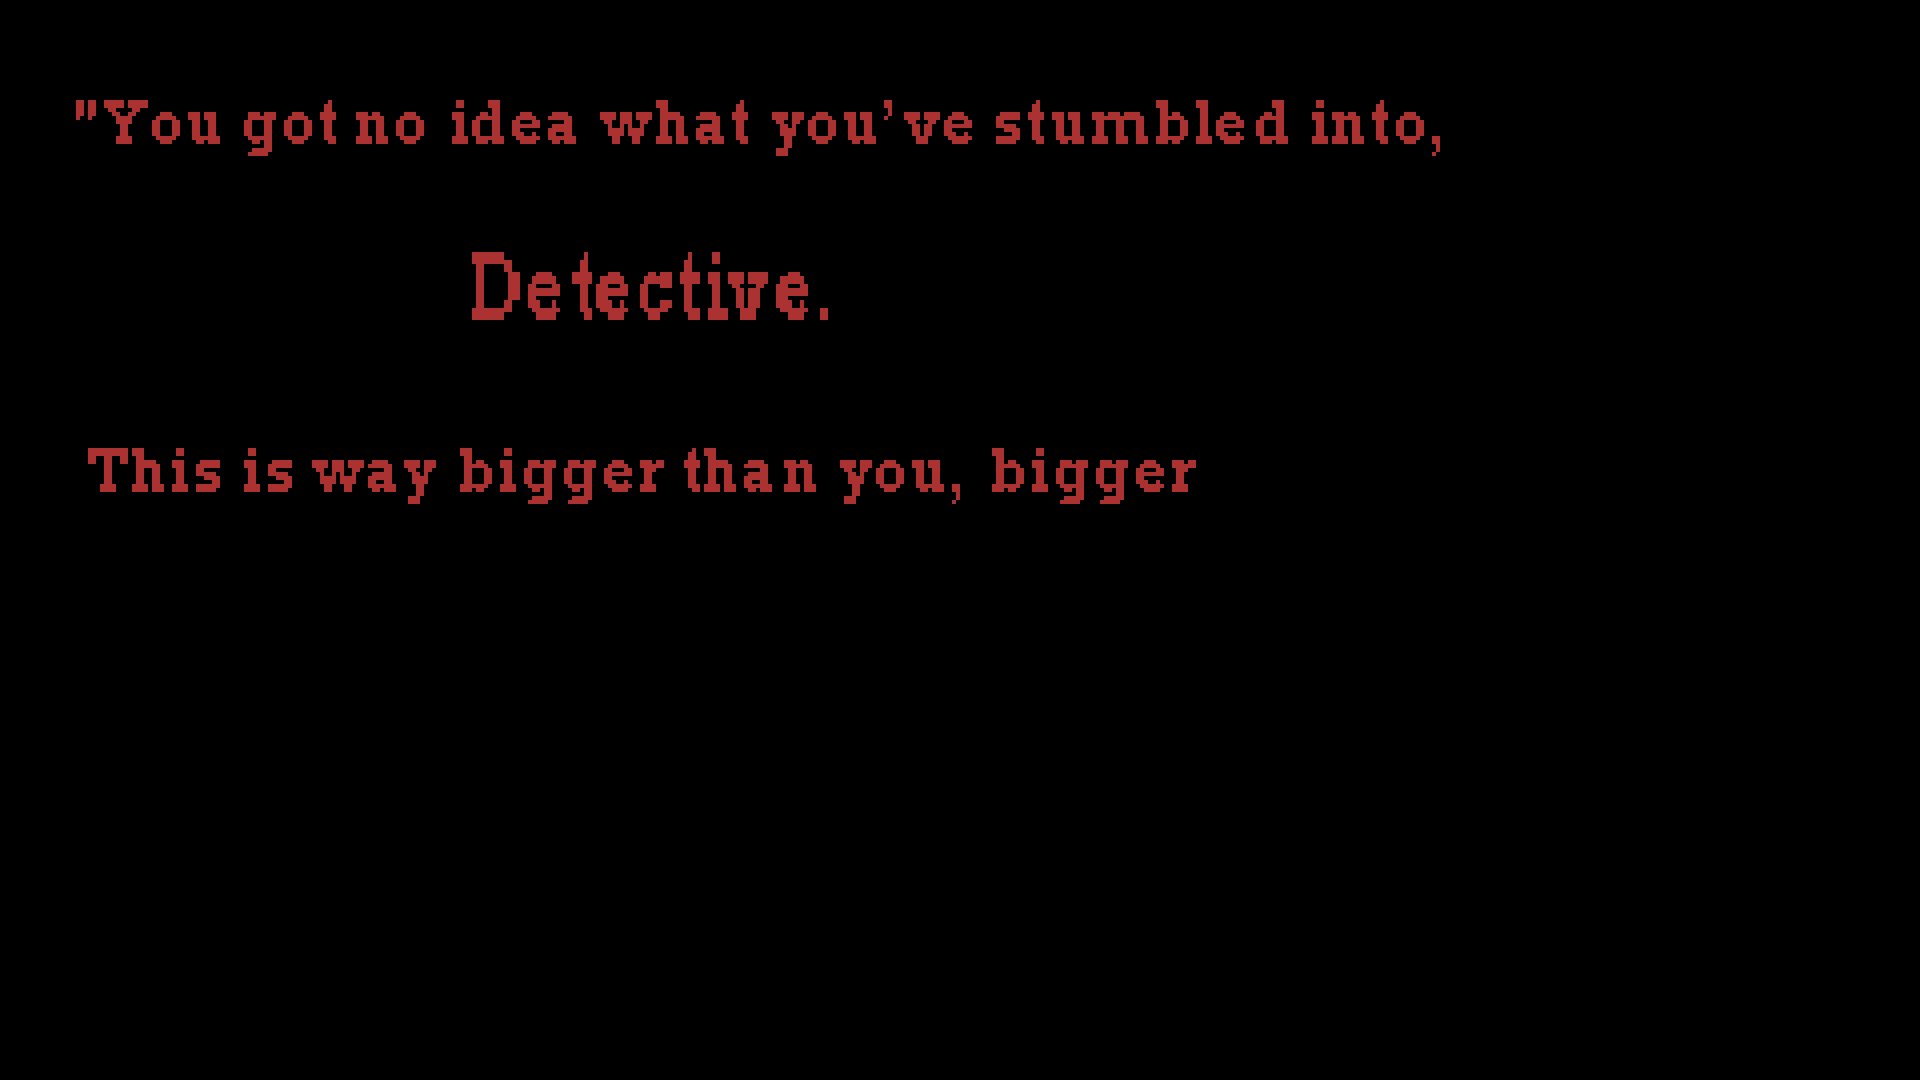 "You got no idea what you've stumbled into,
Detective.
This is way bigger than you, bigger